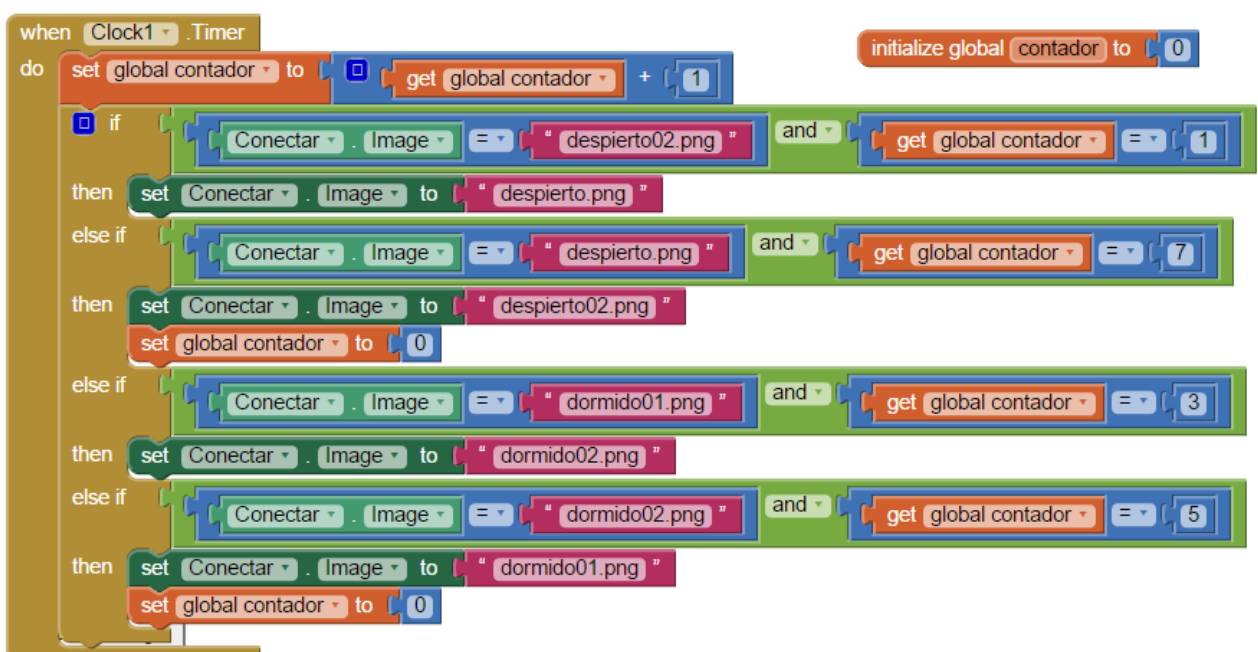 when Clock1 .Timer
initialize global contador to 0
do set global contador to get global contador + 1
if Conectar . Image = " despierto02.png " and get global contador = 1
then set Conectar . Image to " despierto.png "
else if Conectar . Image = " despierto.png " and get global contador = 7
then set Conectar . Image to " despierto02.png "
set global contador to 0
else if Conectar . Image = " dormido01.png " and get global contador = 3
then set Conectar . Image to " dormido02.png "
else if Conectar . Image = " dormido02.png " and get global contador = 5
then set Conectar . Image to " dormido01.png "
set global contador to 0